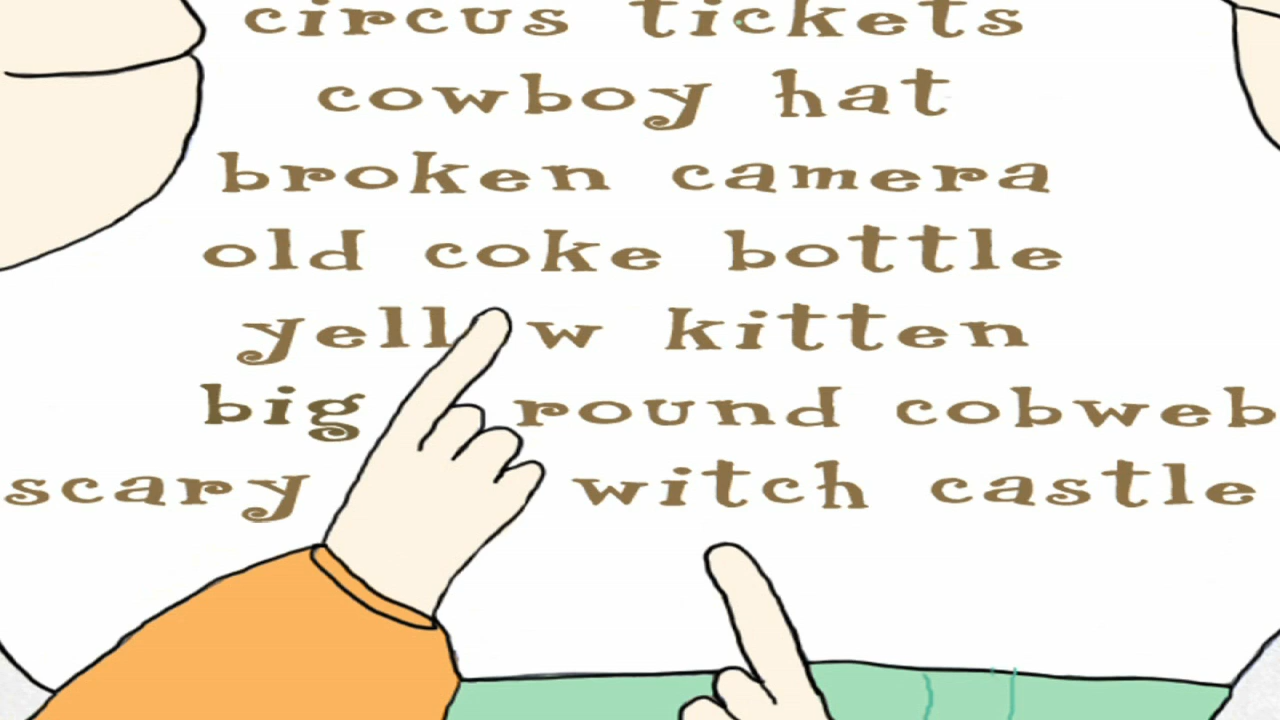 circus tickets
cowboy hat
broken camera
old coke bottle
yellow kitten
big round cobweb
scary witch castle